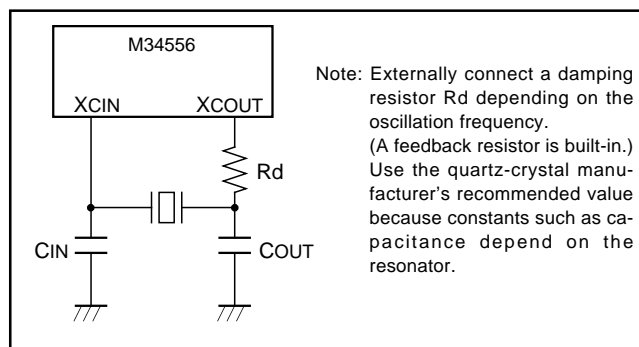 M34556
XCIN
XCOUT
Rd
CIN
COUT
Note: Externally connect a damping
resistor Rd depending on the
oscillation frequency.
(A feedback resistor is built-in.)
Use the quartz-crystal manu-
facturer's recommended value
because constants such as ca-
pacitance depend on the
resonator.